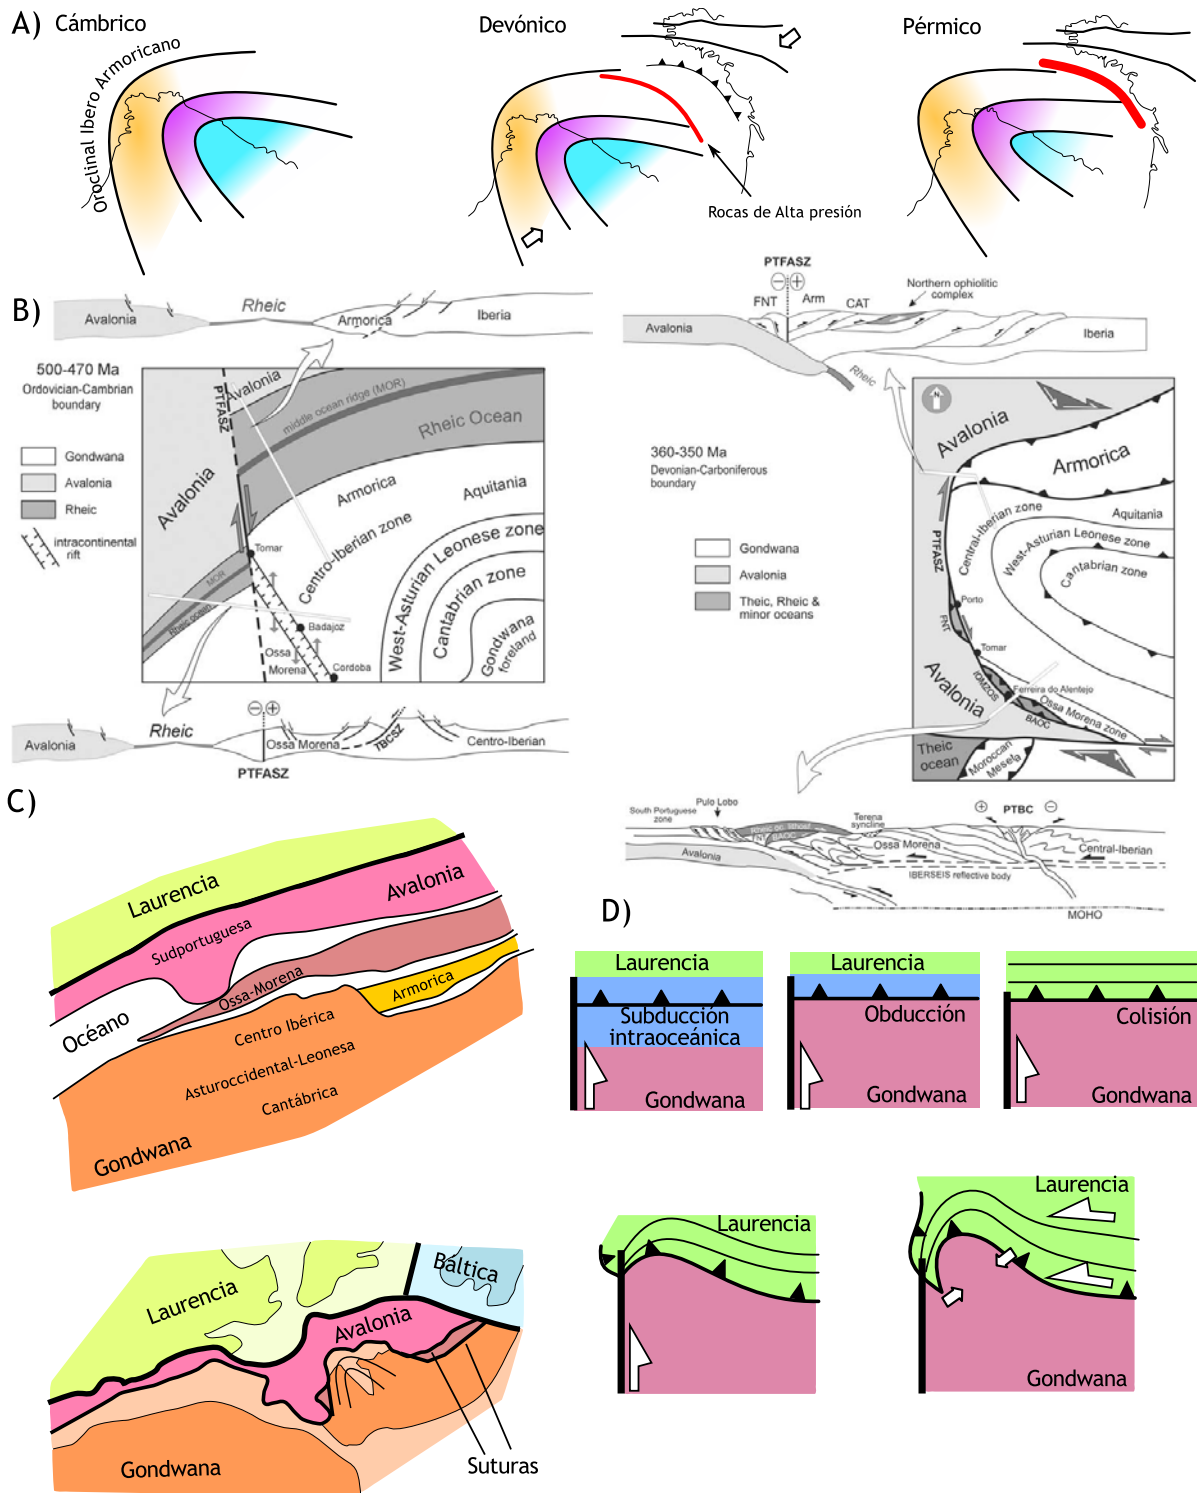 A)
Cámbrico
Oroclinal Ibero Armoricano
Devónico
Rocas de Alta presión
Pérmico
B)
Avalonia
Rheic
Armorica
Iberia
500-470 Ma
Ordovician-Cambrian
boundary
Gondwana
Avalonia
Rheic
intracontinental
rift
PTFASZ
Avalonia
middle ocean ridge (MOR)
Rheic Ocean
Avalonia
Armorica
Aquitania
Centro-Iberian zone
West-Asturian Leonese zone
Cantabrian zone
Gondwana
foreland
Tomar
MOR
Rheic ocean
Badajoz
Ossa
Morena
Cordoba
Avalonia
Rheic
Ossa Morena
TBCSZ
Centro-Iberian
PTFASZ
PTFASZ
FNT
Arm
CAT
Northern ophiolitic
complex
Avalonia
Iberia
Rheic
360-350 Ma
Devonian-Carboniferous
boundary
Gondwana
Avalonia
Theic, Rheic &
minor oceans
N
Avalonia
Armorica
Aquitania
Central-Iberian zone
West-Asturian Leonese zone
Cantabrian zone
PTFASZ
Porto
FNT
Tomar
IOMZOS
Ferreira do Alentejo
Avalonia
Ossa Morena zone
BAOC
Theic
ocean
Moroccan
Meseta
South Portuguese
zone
Pulo Lobo
Terena
syncline
PTBC
FNT
BAOC
Ossa Morena
Central-Iberian
Avalonia
IBERSEIS reflective body
MOHO
C)
Laurencia
Avalonia
Sudportuguesa
Ossa-Morena
Armorica
Océano
Centro Ibérica
Asturoccidental-Leonesa
Cantábrica
Gondwana
Laurencia
Báltica
Avalonia
Gondwana
Suturas
D)
Laurencia
Subducción
intraoceánica
Gondwana
Laurencia
Obducción
Gondwana
Colisión
Gondwana
Laurencia
Laurencia
Gondwana